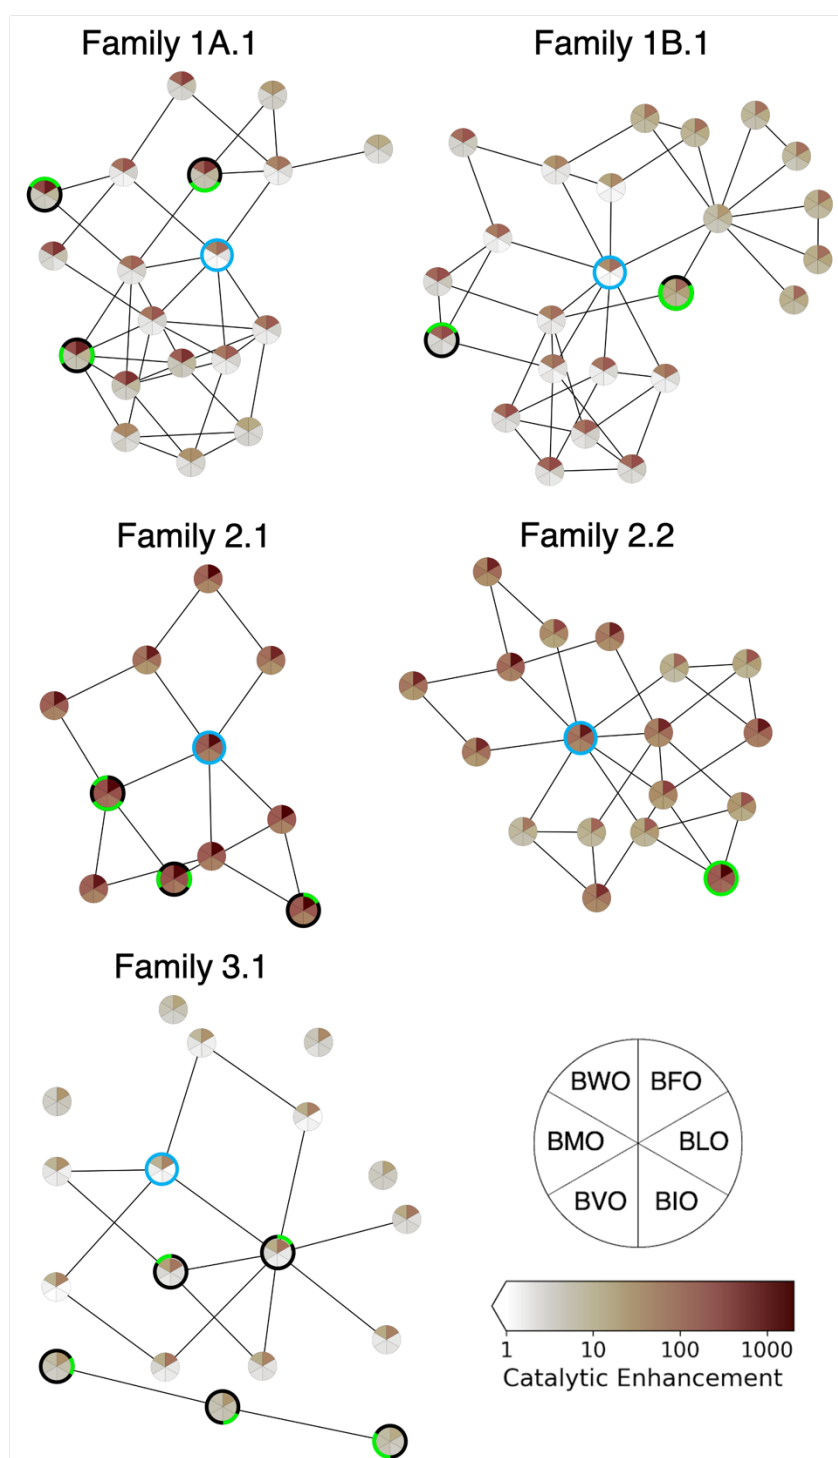 Family 1A.1
Family 1B.1
Family 2.1
Family 2.2
Family 3.1
BWO BFO
BMO BLO
BVO BIO
1 10 100 1000
Catalytic Enhancement